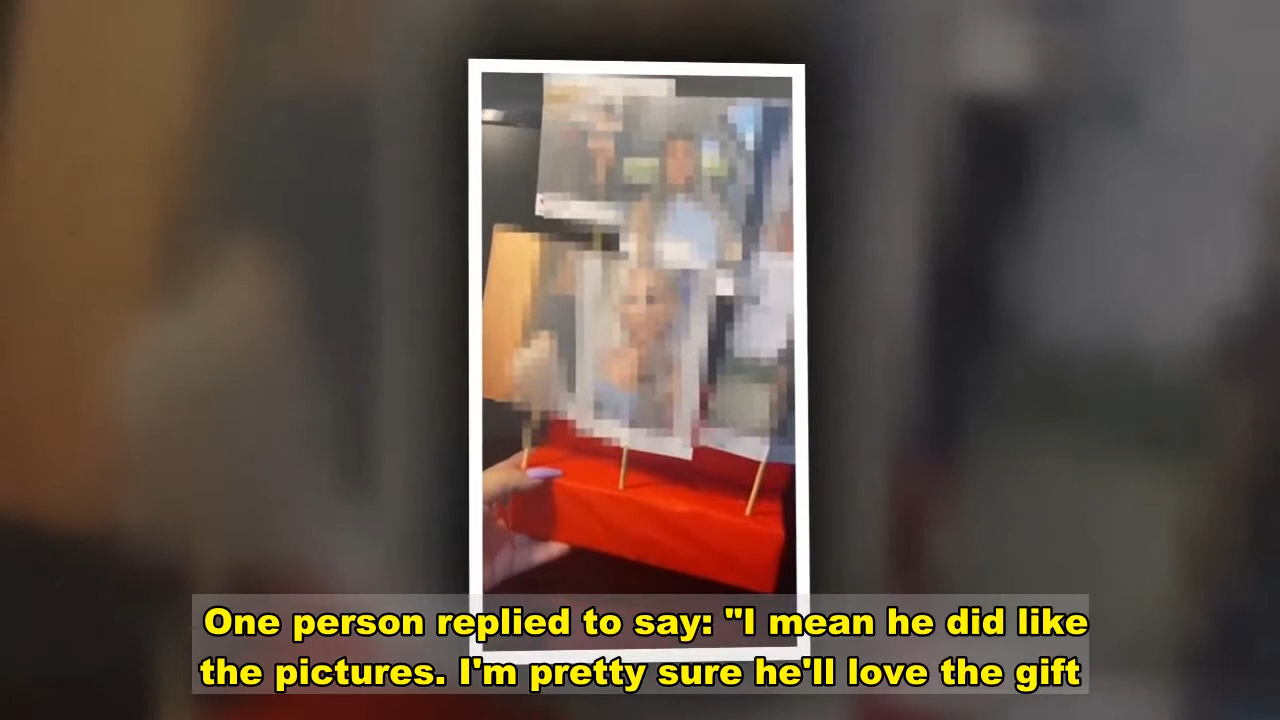 One person replied to say: "I mean he did like
the pictures. I'm pretty sure he'll love the gift